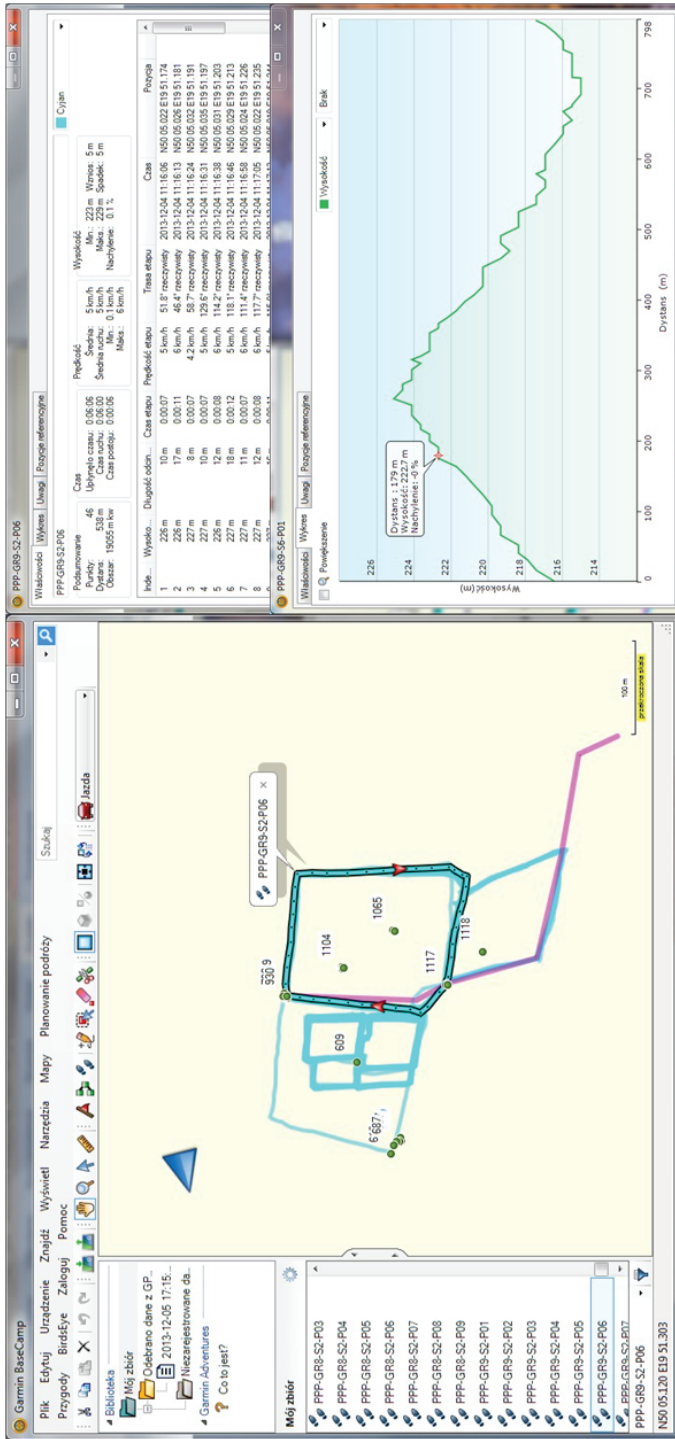 Garmin BaseCamp
Plik Edytuj Urządzenie Znajdź Wyświetl Narzędzia Mapy Planowanie podróży
Przygody BirdsEye Zaloguj Pomoc
Szukaj
Jazda
Biblioteka
Mój zbiór
Odebrano dane z GP...
2013-12-05 17:15:...
Niezarejestrowane da...
Garmin Adventures
Co to jest?
Mój zbiór
PPP-GR8-S2-P03
PPP-GR8-S2-P04
PPP-GR8-S2-P05
PPP-GR8-S2-P06
PPP-GR8-S2-P07
PPP-GR8-S2-P08
PPP-GR8-S2-P09
PPP-GR9-S2-P01
PPP-GR9-S2-P02
PPP-GR9-S2-P03
PPP-GR9-S2-P04
PPP-GR9-S2-P05
PPP-GR9-S2-P06
PPP-GR9-S2-P07
PPP-GR9-S2-P06
N50 05.120 E19 51.303
PPP-GR9-S2-P06
930
1104
1065
609
687
1117
1118
100 m
przekroczona skala
PPP-GR9-S2-P06
Właściwości Wykres Uwagi Pozycje referencyjne
PPP-GR9-S2-P06
Cyjan
Podsumowanie
Punkty: 46
Dystans: 538 m
Obszar: 19055 m kw
Czas
Upłynęło czasu: 0:06:06
Czas ruchu: 0:06:00
Czas postoju: 0:00:06
Prędkość
Średnia: 5 km/h
Średnia ruchu: 5 km/h
Min.: 0.1 km/h
Maks.: 6 km/h
Wysokość
Min.: 223 m Wznios: 5 m
Maks.: 229 m Spadek: 5 m
Nachylenie: 0.1 %
Inde... Wysoko... Długość odcin... Czas etapu Prędkość etapu Trasa etapu Czas Pozycja
1 226 m 10 m 0:00:07 5 km/h 51.8° rzeczywisty 2013-12-04 11:16:06 N50 05.022 E19 51.174
2 226 m 17 m 0:00:11 6 km/h 46.4° rzeczywisty 2013-12-04 11:16:13 N50 05.026 E19 51.181
3 227 m 8 m 0:00:07 4.2 km/h 58.7° rzeczywisty 2013-12-04 11:16:24 N50 05.032 E19 51.191
4 227 m 10 m 0:00:07 5 km/h 129.6° rzeczywisty 2013-12-04 11:16:31 N50 05.035 E19 51.197
5 226 m 12 m 0:00:08 6 km/h 114.2° rzeczywisty 2013-12-04 11:16:38 N50 05.031 E19 51.203
6 227 m 18 m 0:00:12 5 km/h 118.1° rzeczywisty 2013-12-04 11:16:46 N50 05.029 E19 51.213
7 227 m 11 m 0:00:07 6 km/h 111.4° rzeczywisty 2013-12-04 11:16:58 N50 05.024 E19 51.226
8 227 m 12 m 0:00:08 6 km/h 117.7° rzeczywisty 2013-12-04 11:17:05 N50 05.022 E19 51.235
PPP-GR9-S6-P01
Właściwości Wykres Uwagi Pozycje referencyjne
Powiększenie
Wysokość
Brak
Dystans : 179 m
Wysokość: 222.7 m
Nachylenie: -0 %
Wysokość(m)
226
224
222
220
218
216
214
0 100 200 300 400 500 600 700 798
Dystans (m)